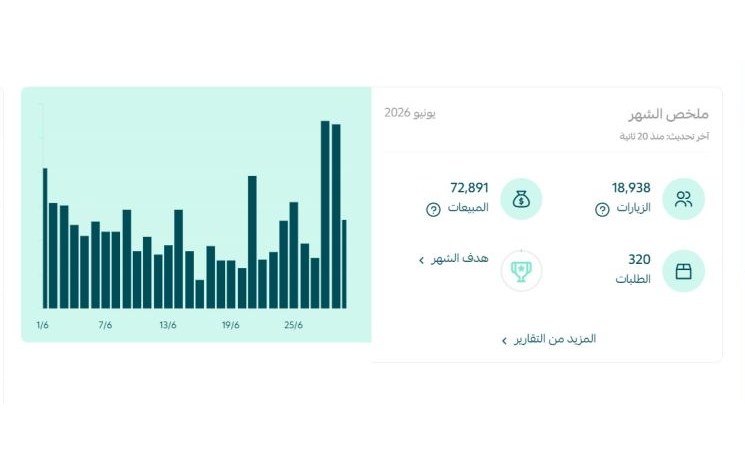 ملخص الشهر
يونيو 2026
آخر تحديث: منذ 20 ثانية
18,938
الزيارات
72,891
المبيعات
320
الطلبات
هدف الشهر
المزيد من التقارير
1/6 7/6 13/6 19/6 25/6